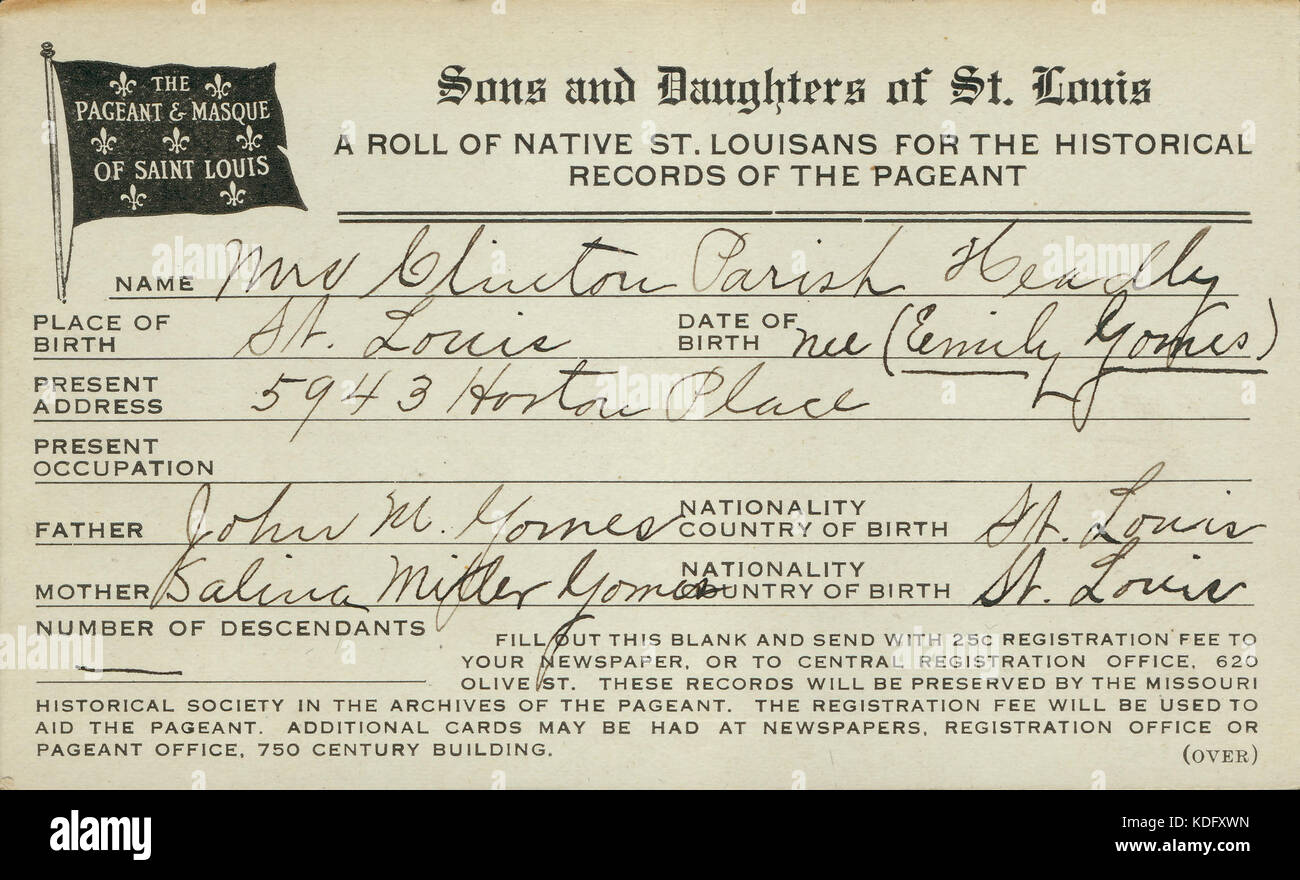 THE
PAGEANT & MASQUE
OF SAINT LOUIS
Sons and Daughters of St. Louis
A ROLL OF NATIVE ST. LOUISANS FOR THE HISTORICAL
RECORDS OF THE PAGEANT
NAME Mrs Clinton Parish Headly
PLACE OF BIRTH St. Louis DATE OF BIRTH nee (Emily Gomes)
PRESENT ADDRESS 5943 Horton Place
PRESENT OCCUPATION
FATHER John M. Gomes NATIONALITY COUNTRY OF BIRTH St. Louis
MOTHER Salina Miller Gomes NATIONALITY COUNTRY OF BIRTH St. Louis
NUMBER OF DESCENDANTS —
FILL OUT THIS BLANK AND SEND WITH 25c REGISTRATION FEE TO
YOUR NEWSPAPER, OR TO CENTRAL REGISTRATION OFFICE, 620
OLIVE ST. THESE RECORDS WILL BE PRESERVED BY THE MISSOURI
HISTORICAL SOCIETY IN THE ARCHIVES OF THE PAGEANT. THE REGISTRATION FEE WILL BE USED TO
AID THE PAGEANT. ADDITIONAL CARDS MAY BE HAD AT NEWSPAPERS, REGISTRATION OFFICE OR
PAGEANT OFFICE, 750 CENTURY BUILDING.
(OVER)
alamy stock photo
a alamy
alamy
Image ID: KDFXWN
www.alamy.com